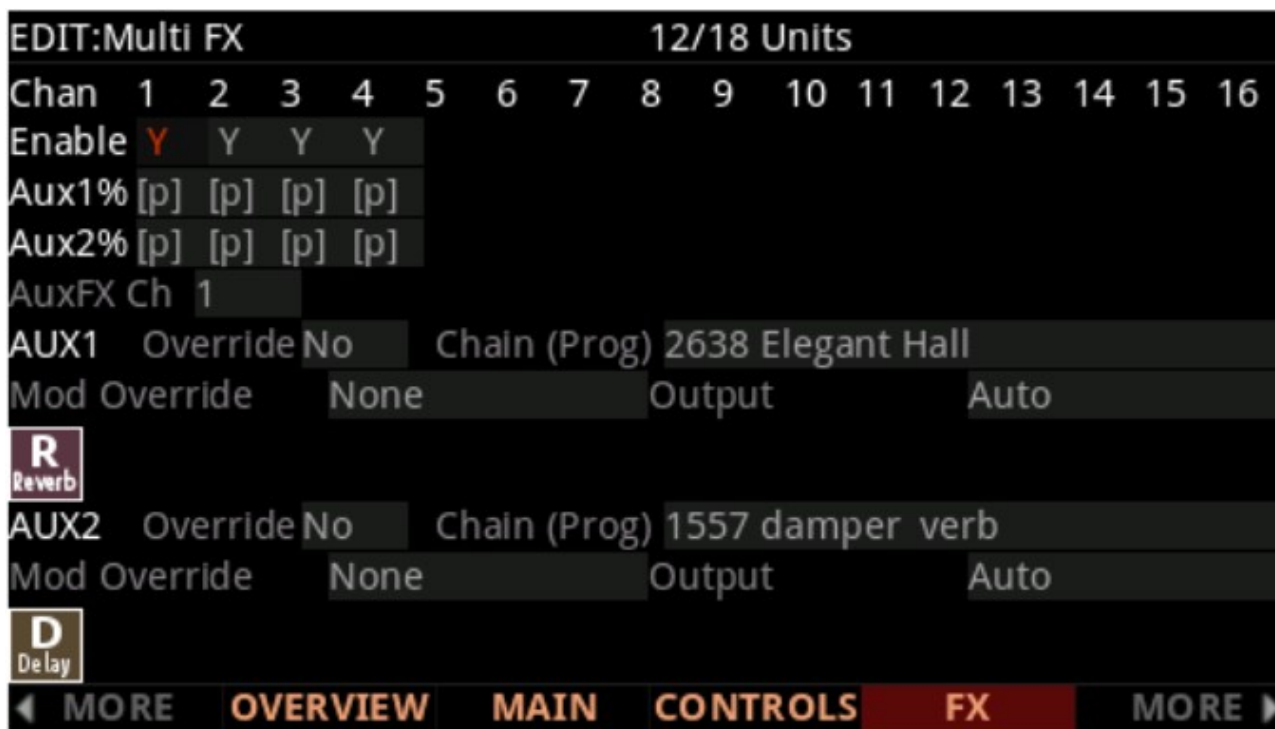 EDIT:Multi FX 12/18 Units
Chan 1 2 3 4 5 6 7 8 9 10 11 12 13 14 15 16
Enable Y Y Y Y
Aux1% [p] [p] [p] [p]
Aux2% [p] [p] [p] [p]
AuxFX Ch 1
AUX1 Override No Chain (Prog) 2638 Elegant Hall
Mod Override None Output Auto
R
Reverb
AUX2 Override No Chain (Prog) 1557 damper verb
Mod Override None Output Auto
D
Delay
MORE OVERVIEW MAIN CONTROLS FX MORE